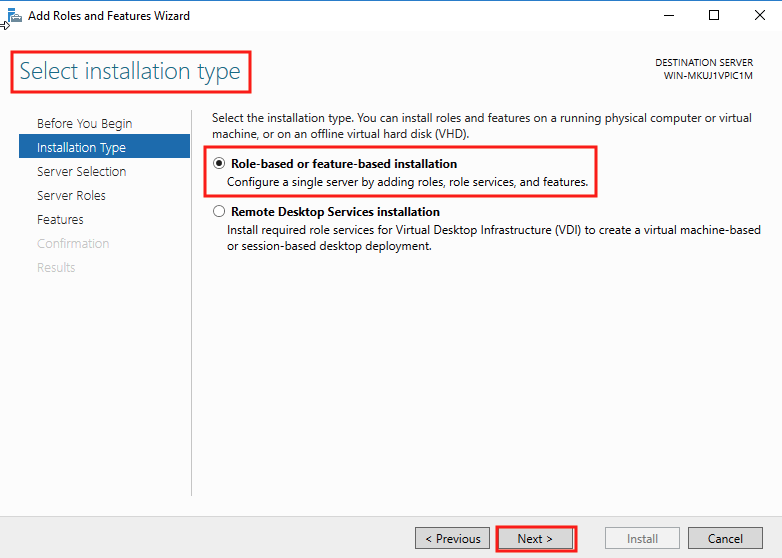 Add Roles and Features Wizard
Select installation type
DESTINATION SERVER
WIN-MKUJ1VPIC1M
Before You Begin
Installation Type
Server Selection
Server Roles
Features
Confirmation
Results
Select the installation type. You can install roles and features on a running physical computer or virtual
machine, or on an offline virtual hard disk (VHD).
Role-based or feature-based installation
Configure a single server by adding roles, role services, and features.
Remote Desktop Services installation
Install required role services for Virtual Desktop Infrastructure (VDI) to create a virtual machine-based
or session-based desktop deployment.
< Previous
Next >
Install
Cancel